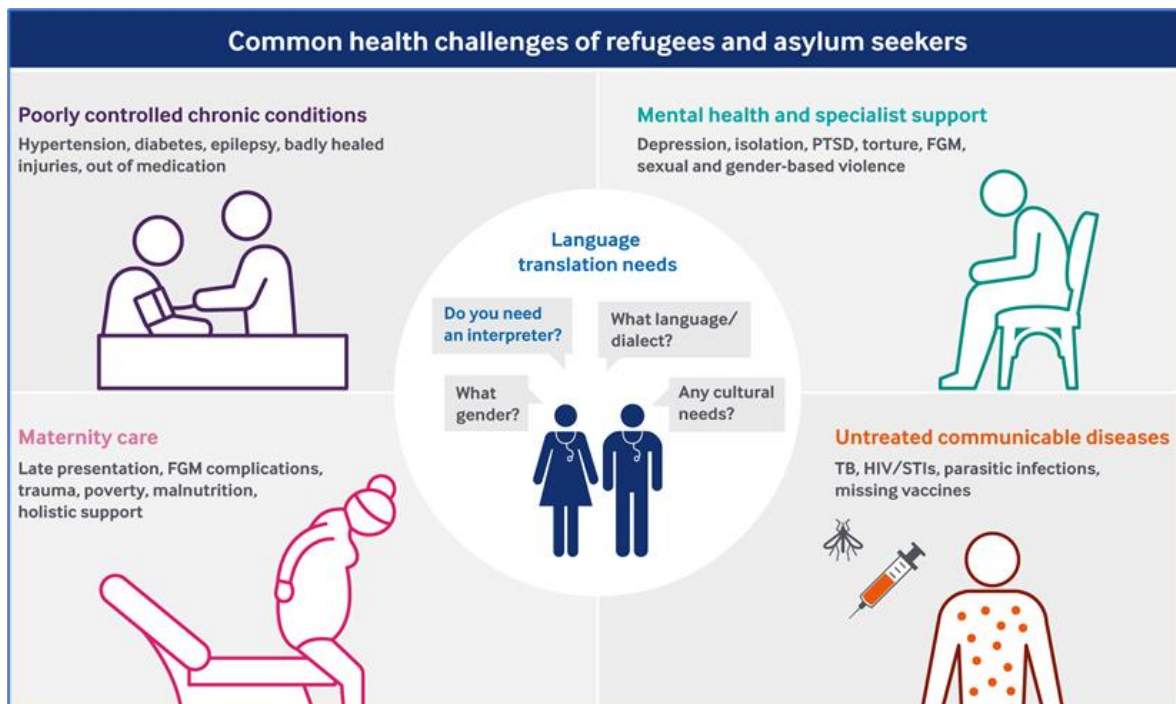 Common health challenges of refugees and asylum seekers
Poorly controlled chronic conditions
Hypertension, diabetes, epilepsy, badly healed
injuries, out of medication
Mental health and specialist support
Depression, isolation, PTSD, torture, FGM,
sexual and gender-based violence
Language
translation needs
Do you need
an interpreter?
What language/
dialect?
What
gender?
Any cultural
needs?
Maternity care
Late presentation, FGM complications,
trauma, poverty, malnutrition,
holistic support
Untreated communicable diseases
TB, HIV/STIs, parasitic infections,
missing vaccines